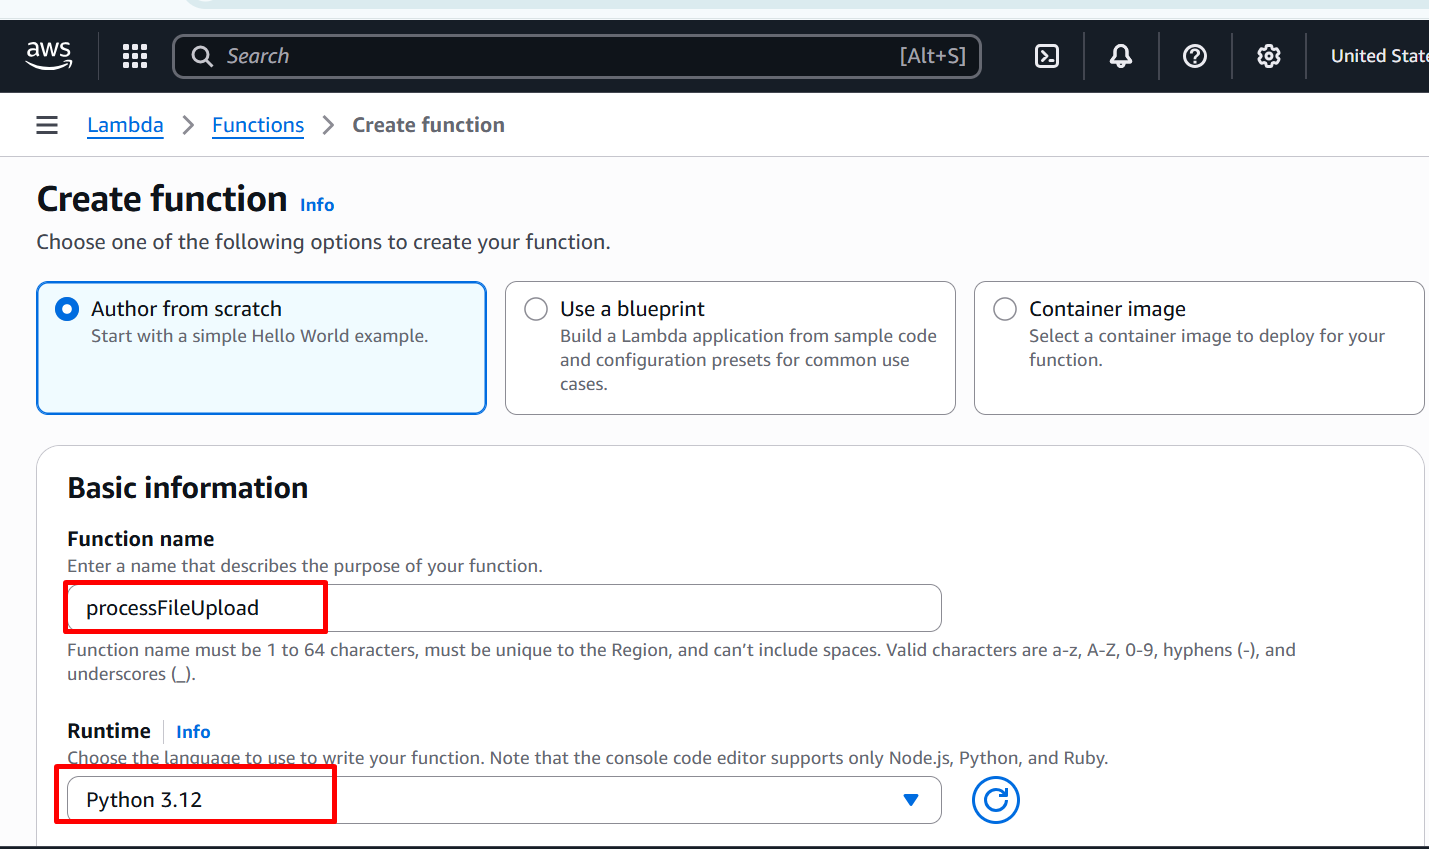 aws
Search
[Alt+S]
United State
Lambda
Functions
Create function
Create function Info
Choose one of the following options to create your function.
Author from scratch
Start with a simple Hello World example.
Use a blueprint
Build a Lambda application from sample code
and configuration presets for common use
cases.
Container image
Select a container image to deploy for your
function.
Basic information
Function name
Enter a name that describes the purpose of your function.
processFileUpload
Function name must be 1 to 64 characters, must be unique to the Region, and can’t include spaces. Valid characters are a-z, A-Z, 0-9, hyphens (-), and
underscores (_).
Runtime Info
Choose the language to use to write your function. Note that the console code editor supports only Node.js, Python, and Ruby.
Python 3.12